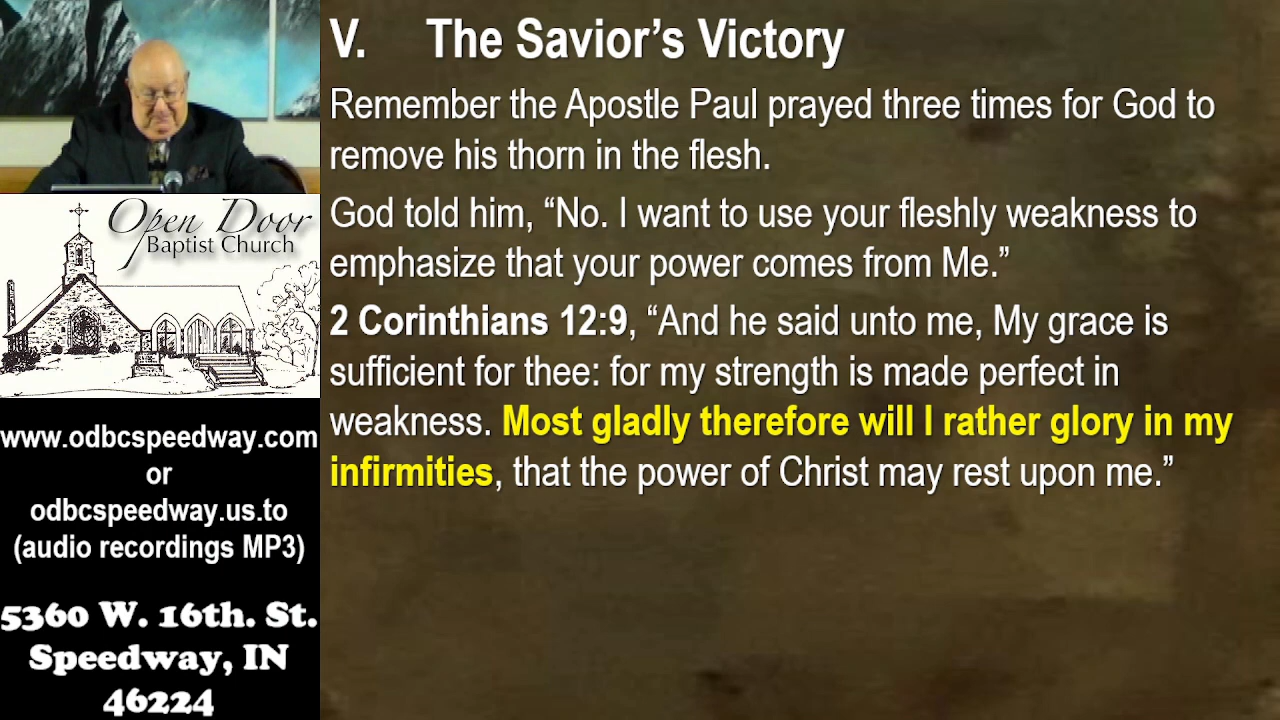 Open Door
Baptist Church
www.odbcspeedway.com
or
odbcspeedway.us.to
(audio recordings MP3)
5360 W. 16th. St.
Speedway, IN
46224
V. The Savior’s Victory
Remember the Apostle Paul prayed three times for God to
remove his thorn in the flesh.
God told him, “No. I want to use your fleshly weakness to
emphasize that your power comes from Me.”
2 Corinthians 12:9, “And he said unto me, My grace is
sufficient for thee: for my strength is made perfect in
weakness. Most gladly therefore will I rather glory in my
infirmities, that the power of Christ may rest upon me.”